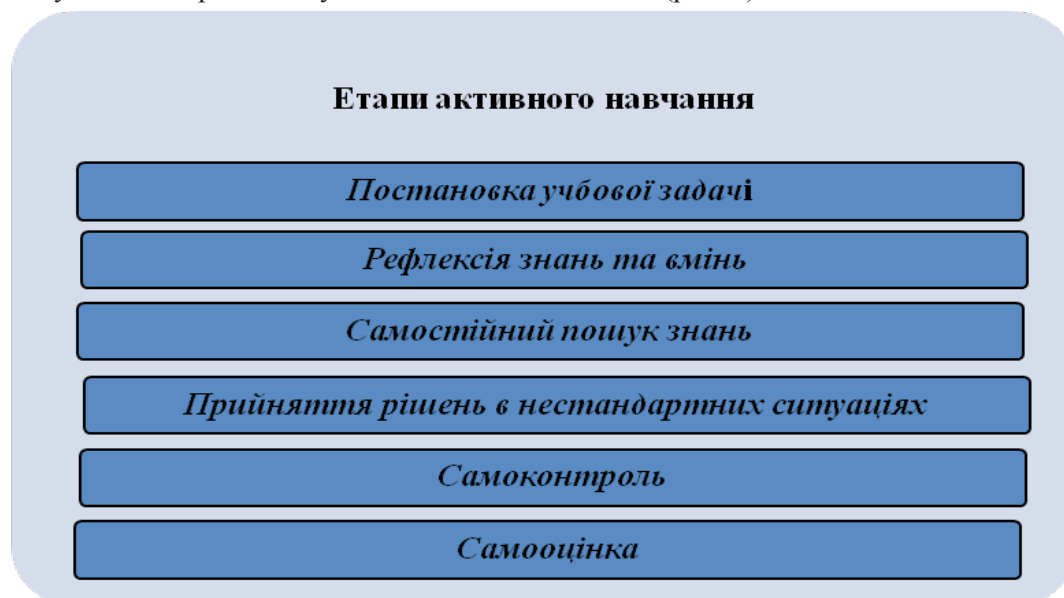 Етапи активного навчання
Постановка учбової задачі
Рефлексія знань та вмінь
Самостійний пошук знань
Прийняття рішень в нестандартних ситуаціях
Самоконтроль
Самооцінка